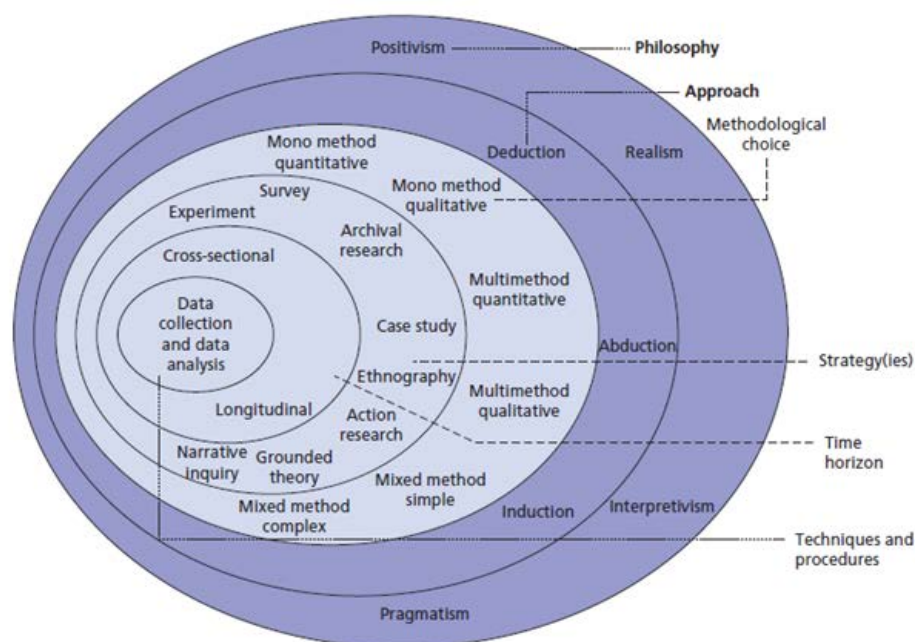 Positivism
Philosophy
Approach
Methodological
choice
Mono method
quantitative
Deduction
Realism
Survey
Mono method
qualitative
Experiment
Archival
research
Cross-sectional
Multimethod
quantitative
Data
collection
and data
analysis
Case study
Abduction
Strategy(ies)
Ethnography
Multimethod
qualitative
Longitudinal
Action
research
Time
horizon
Narrative
inquiry
Grounded
theory
Mixed method
simple
Mixed method
complex
Induction
Interpretivism
Techniques and
procedures
Pragmatism